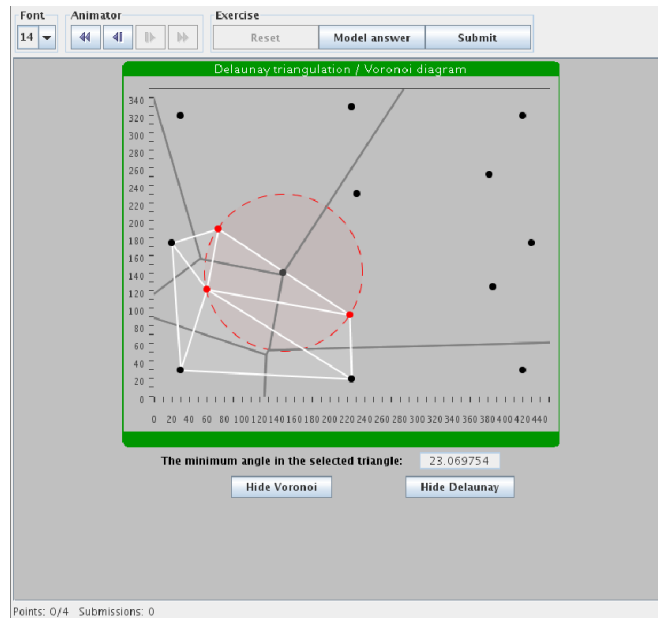 Font
Animator
Exercise
14
Reset
Model answer
Submit
Delaunay triangulation / Voronoi diagram
340
320
300
280
260
240
220
200
180
160
140
120
100
80
60
40
20
0
0 20 40 60 80 100 120 140 160 180 200 220 240 260 280 300 320 340 360 380 400 420 440
The minimum angle in the selected triangle: 23.069754
Hide Voronoi
Hide Delaunay
Points: 0/4 Submissions: 0